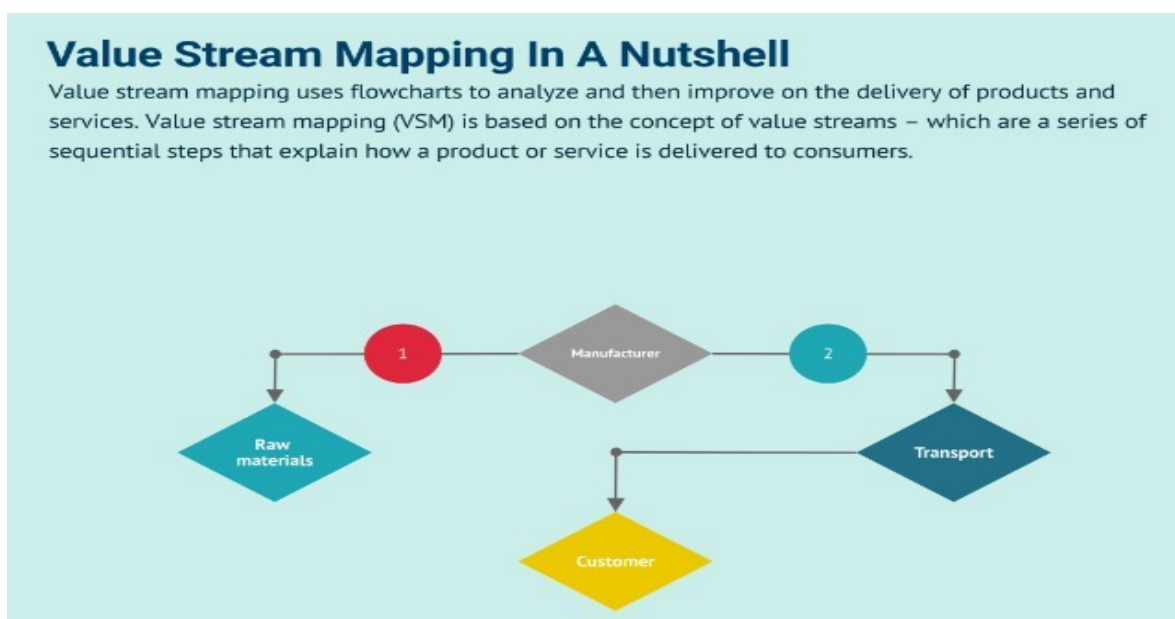 Value Stream Mapping In A Nutshell
Value stream mapping uses flowcharts to analyze and then improve on the delivery of products and
services. Value stream mapping (VSM) is based on the concept of value streams – which are a series of
sequential steps that explain how a product or service is delivered to consumers.
1
Manufacturer
2
Raw
materials
Transport
Customer